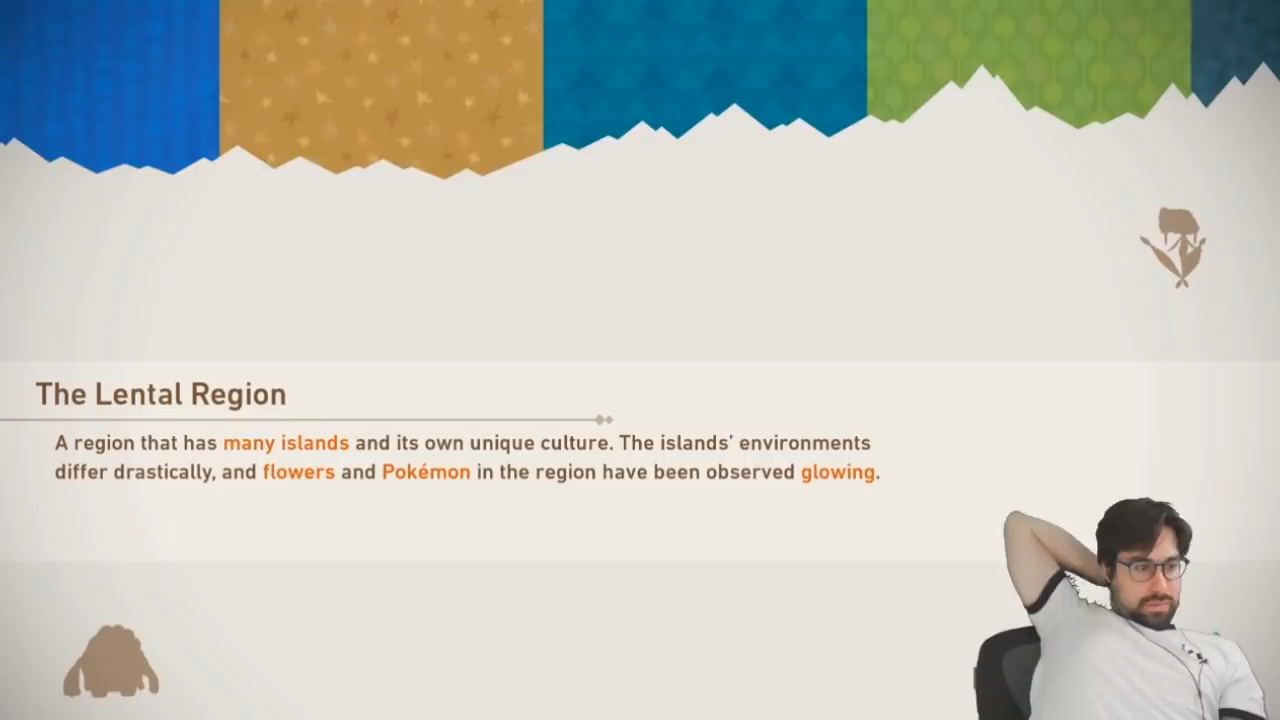 The Lental Region
A region that has many islands and its own unique culture. The islands’ environments
differ drastically, and flowers and Pokémon in the region have been observed glowing.